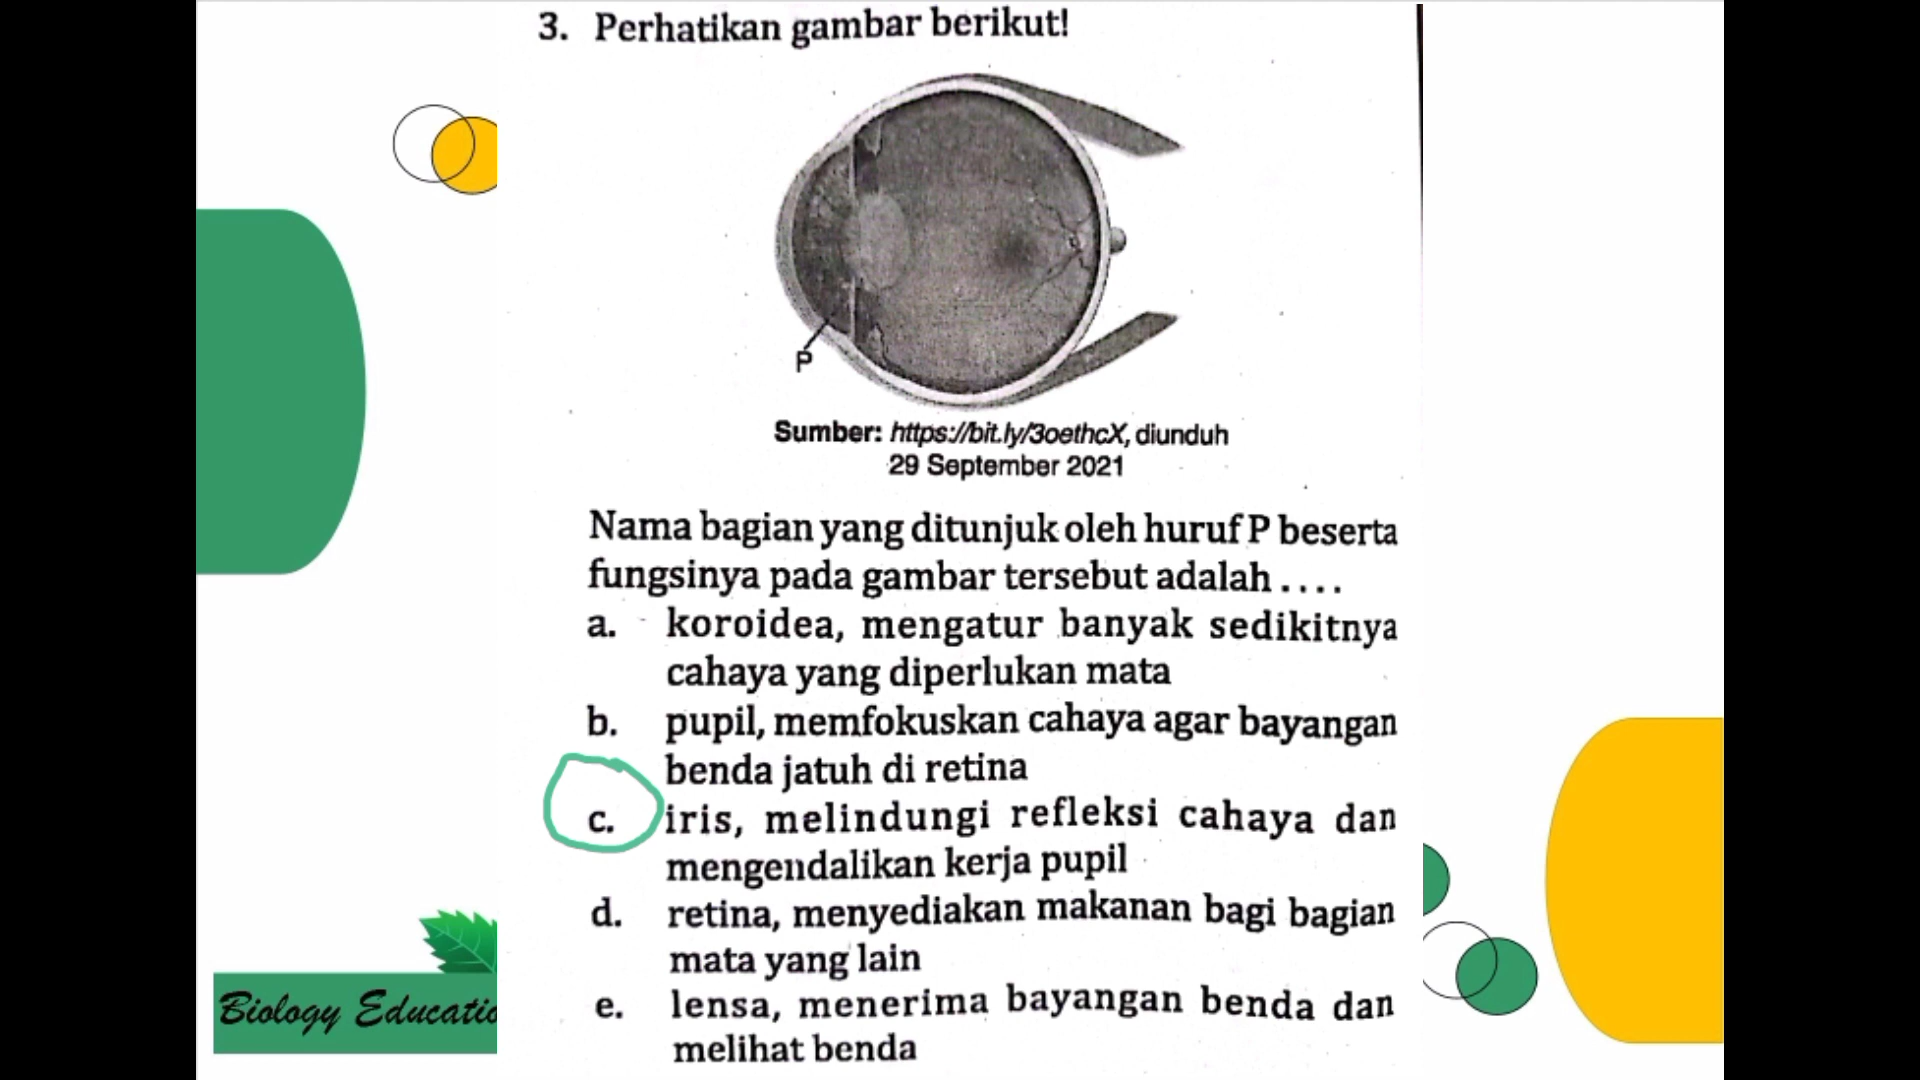 3. Perhatikan gambar berikut!
P
Sumber: https://bit.ly/3oethcX, diunduh
29 September 2021
Nama bagian yang ditunjuk oleh huruf P beserta
fungsinya pada gambar tersebut adalah ....
a. koroidea, mengatur banyak sedikitnya
cahaya yang diperlukan mata
b. pupil, memfokuskan cahaya agar bayangan
benda jatuh di retina
c. iris, melindungi refleksi cahaya dan
mengendalikan kerja pupil
d. retina, menyediakan makanan bagi bagian
mata yang lain
e. lensa, menerima bayangan benda dan
melihat benda
Biology Educatio